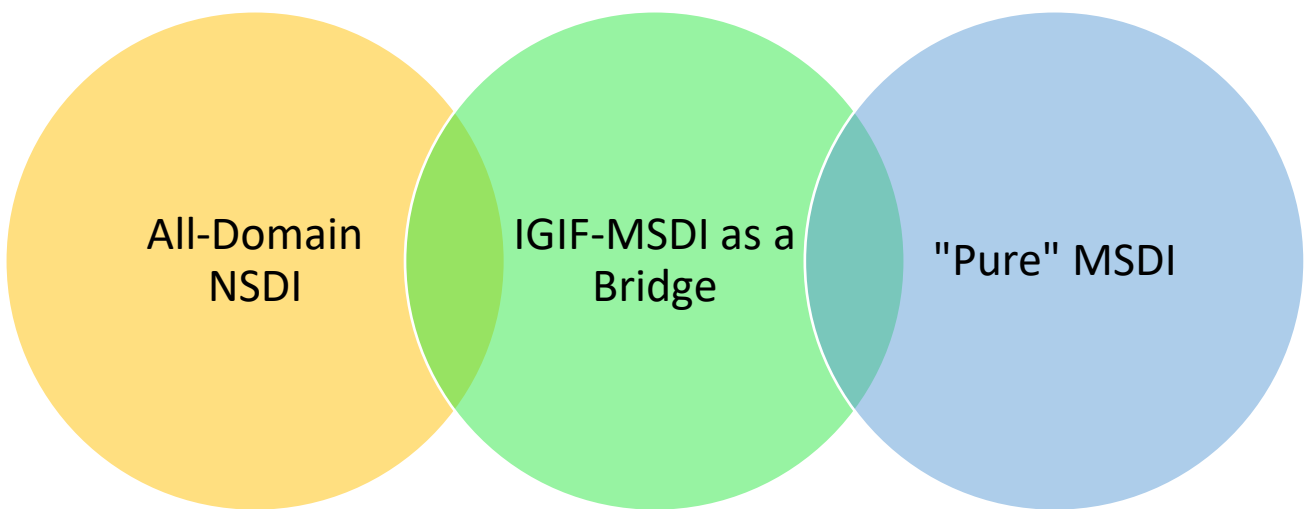 All-Domain
NSDI
IGIF-MSDI as a
Bridge
"Pure" MSDI